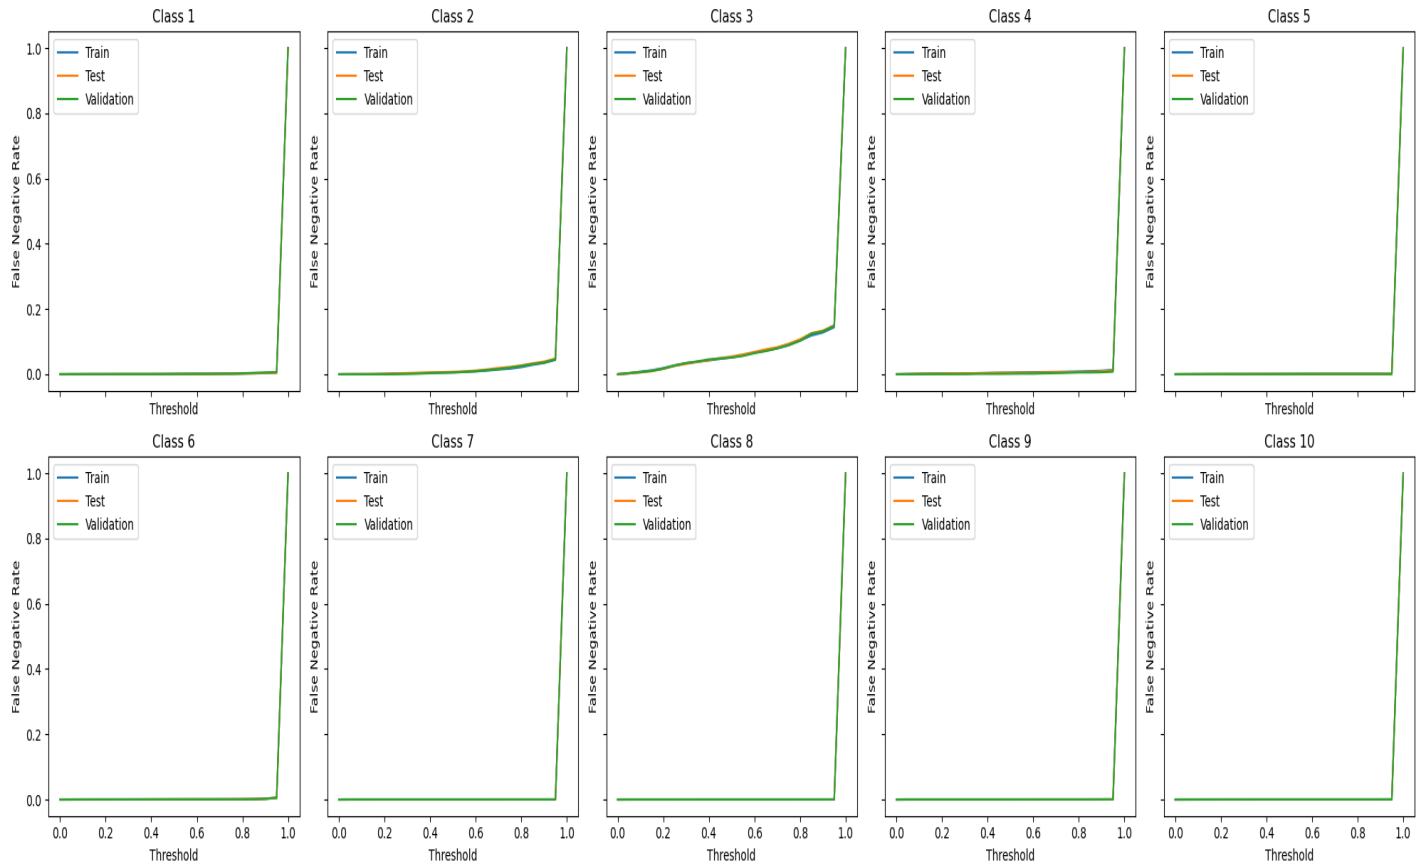 Class 1
Class 2
Class 3
Class 4
Class 5
Train
Test
Validation
Train
Test
Validation
Train
Test
Validation
Train
Test
Validation
Train
Test
Validation
1.0
0.8
0.6
0.4
0.2
0.0
False Negative Rate
False Negative Rate
False Negative Rate
False Negative Rate
False Negative Rate
Threshold
Threshold
Threshold
Threshold
Threshold
Class 6
Class 7
Class 8
Class 9
Class 10
Train
Test
Validation
Train
Test
Validation
Train
Test
Validation
Train
Test
Validation
Train
Test
Validation
1.0
0.8
0.6
0.4
0.2
0.0
False Negative Rate
False Negative Rate
False Negative Rate
False Negative Rate
False Negative Rate
0.0 0.2 0.4 0.6 0.8 1.0
0.0 0.2 0.4 0.6 0.8 1.0
0.0 0.2 0.4 0.6 0.8 1.0
0.0 0.2 0.4 0.6 0.8 1.0
0.0 0.2 0.4 0.6 0.8 1.0
Threshold
Threshold
Threshold
Threshold
Threshold